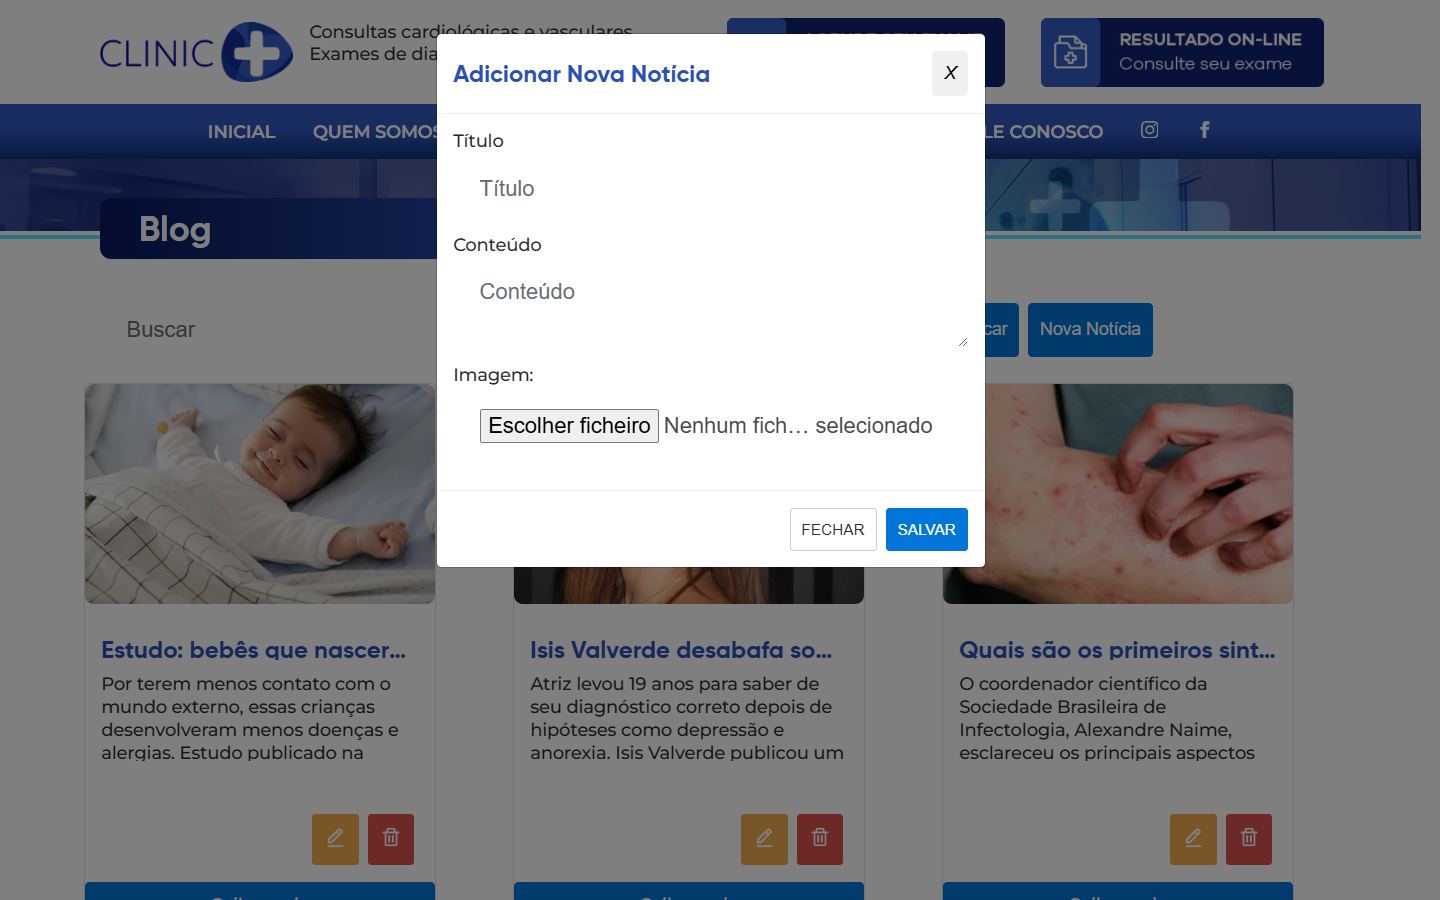 CLINIC
Consultas cardiológicas e vasculares
Exames de dia
RESULTADO ON-LINE
Consulte seu exame
INICIAL
QUEM SOMOS
LE CONOSCO
Blog
Adicionar Nova Notícia
X
Título
Título
Conteúdo
Conteúdo
Imagem:
Escolher ficheiro Nenhum fich… selecionado
FECHAR
SALVAR
Buscar
car
Nova Notícia
Estudo: bebês que nascer...
Por terem menos contato com o
mundo externo, essas crianças
desenvolveram menos doenças e
alergias. Estudo publicado na
Isis Valverde desabafa so...
Atriz levou 19 anos para saber de
seu diagnóstico correto depois de
hipóteses como depressão e
anorexia. Isis Valverde publicou um
Quais são os primeiros sint...
O coordenador científico da
Sociedade Brasileira de
Infectologia, Alexandre Naime,
esclareceu os principais aspectos